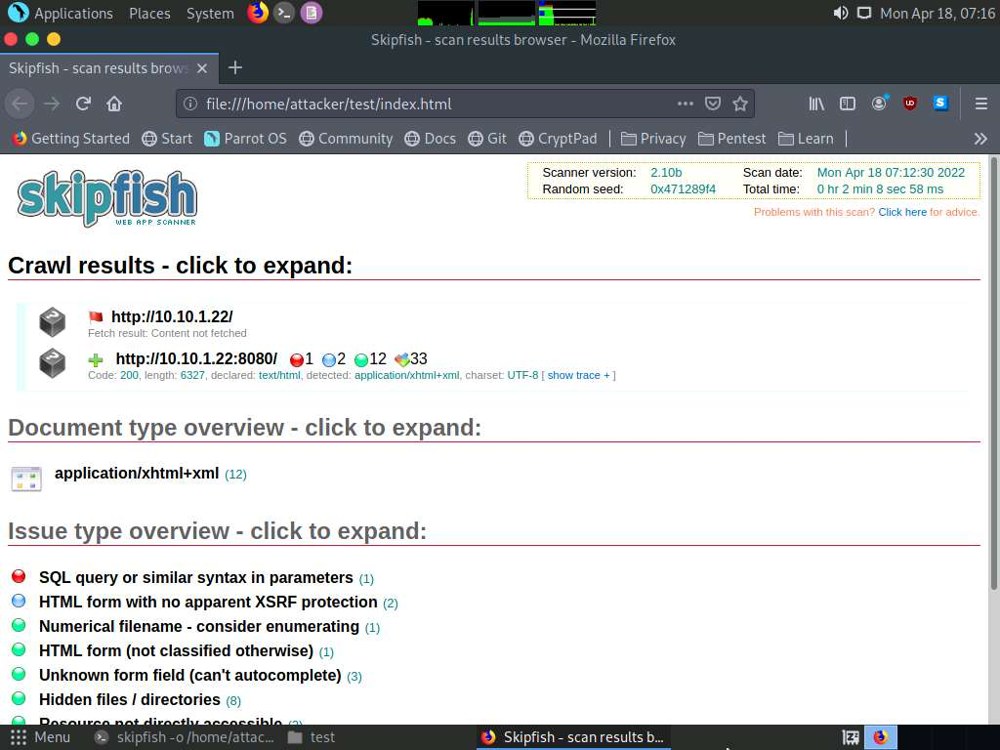 Applications Places System Mon Apr 18, 07:16
Skipfish - scan results browser - Mozilla Firefox
Skipfish - scan results brows
file:///home/attacker/test/index.html
Getting Started Start Parrot OS Community Docs Git CryptPad Privacy Pentest Learn
skipfish
WEB APP SCANNER
Scanner version: 2.10b Scan date: Mon Apr 18 07:12:30 2022
Random seed: 0x471289f4 Total time: 0 hr 2 min 8 sec 58 ms
Problems with this scan? Click here for advice.
Crawl results - click to expand:
http://10.10.1.22/
Fetch result: Content not fetched
http://10.10.1.22:8080/ 1 2 12 33
Code: 200, length: 6327, declared: text/html, detected: application/xhtml+xml, charset: UTF-8 [ show trace + ]
Document type overview - click to expand:
application/xhtml+xml (12)
Issue type overview - click to expand:
SQL query or similar syntax in parameters (1)
HTML form with no apparent XSRF protection (2)
Numerical filename - consider enumerating (1)
HTML form (not classified otherwise) (1)
Unknown form field (can't autocomplete) (3)
Hidden files / directories (8)
Resource not directly accessible
Menu skipfish -o /home/attac... test Skipfish - scan results b...